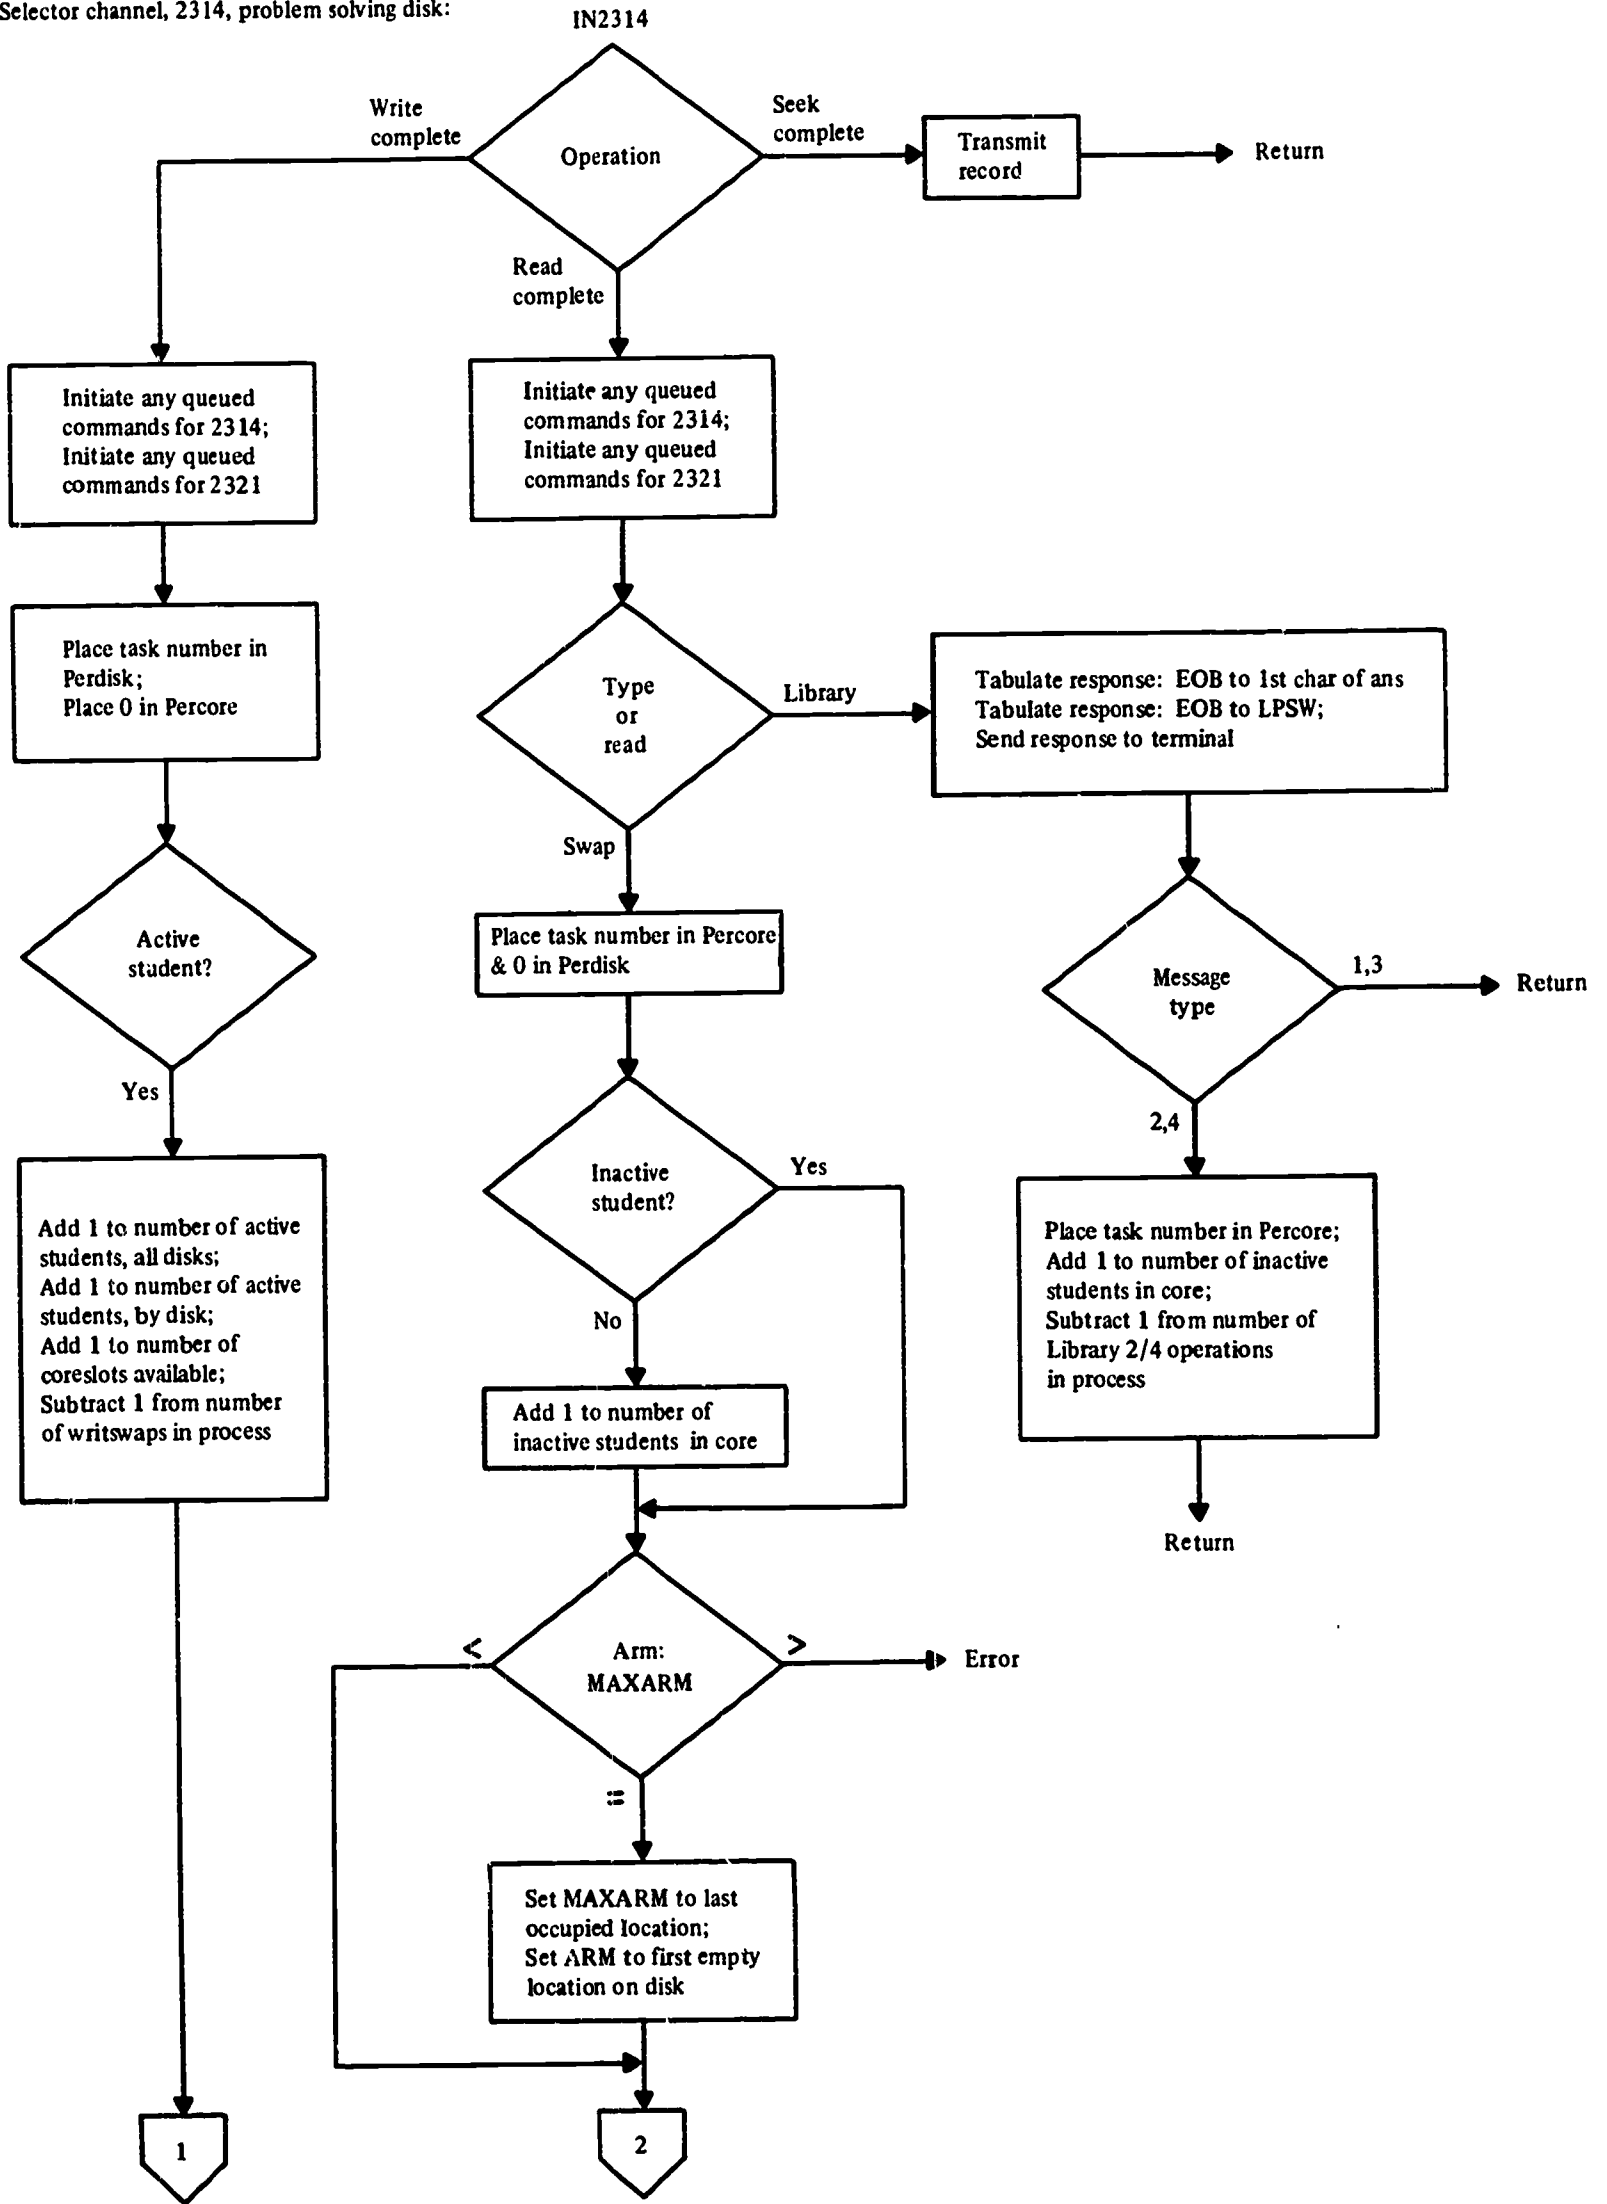 Selector channel, 2314, problem solving disk:
IN2314
Write
complete
Operation
Seek
complete
Transmit
record
Return
Read
complete
Initiate any queued
commands for 2314;
Initiate any queued
commands for 2321
Initiate any queued
commands for 2314;
Initiate any queued
commands for 2321
Place task number in
Perdisk;
Place 0 in Percore
Type
or
read
Library
Tabulate response: EOB to 1st char of ans
Tabulate response: EOB to LPSW;
Send response to terminal
Swap
Active
student?
Place task number in Percore
& 0 in Perdisk
Message
type
1,3
Return
Yes
2,4
Inactive
student?
Yes
Add 1 to number of active
students, all disks;
Add 1 to number of active
students, by disk;
Add 1 to number of
coreslots available;
Subtract 1 from number
of writswaps in process
Place task number in Percore;
Add 1 to number of inactive
students in core;
Subtract 1 from number of
Library 2/4 operations
in process
No
Add 1 to number of
inactive students in core
Return
<
Arm:
MAXARM
>
Error
=
Set MAXARM to last
occupied location;
Set ARM to first empty
location on disk
1
2